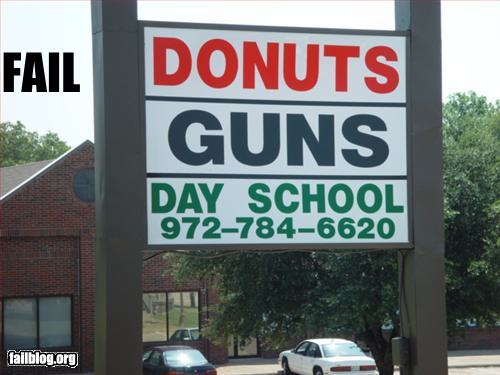 FAIL
DONUTS
GUNS
DAY SCHOOL
972-784-6620
failblog.org